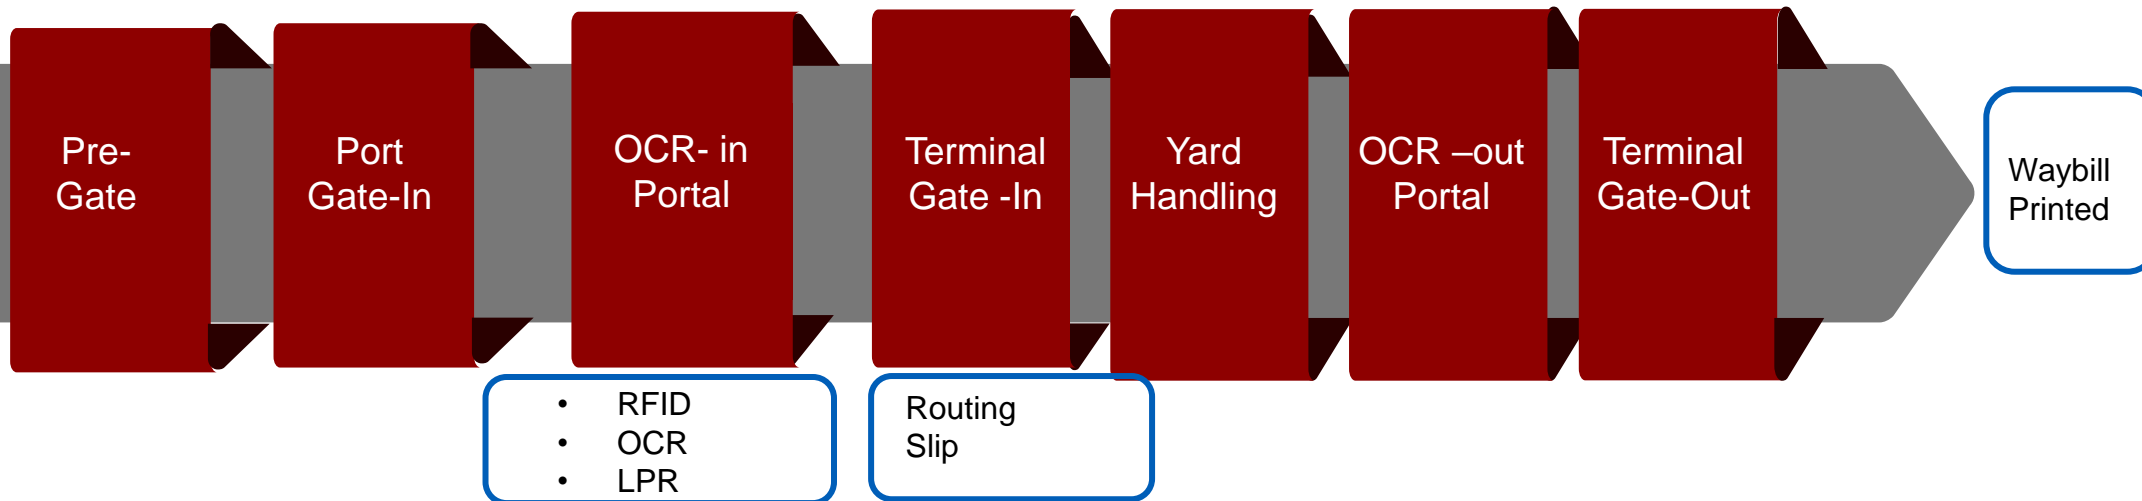 Pre-
Gate
Port
Gate-In
OCR- in
Portal
Terminal
Gate -In
Yard
Handling
OCR –out
Portal
Terminal
Gate-Out
Waybill
Printed
• RFID
• OCR
• LPR
Routing
Slip